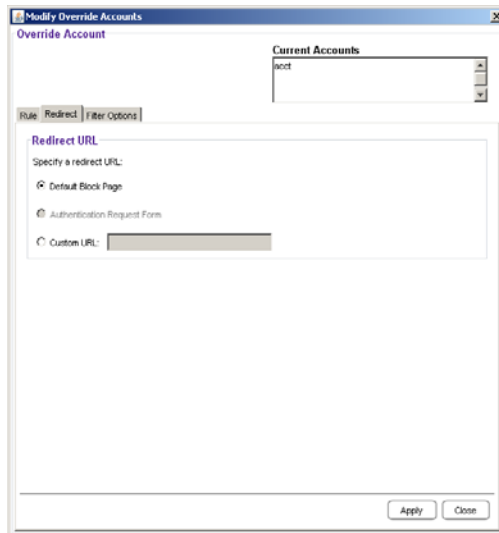 Modify Override Accounts
Override Account
Current Accounts
acct
Rule Redirect Filter Options
Redirect URL
Specify a redirect URL:
Default Block Page
Authentication Request Form
Custom URL:
Apply Close